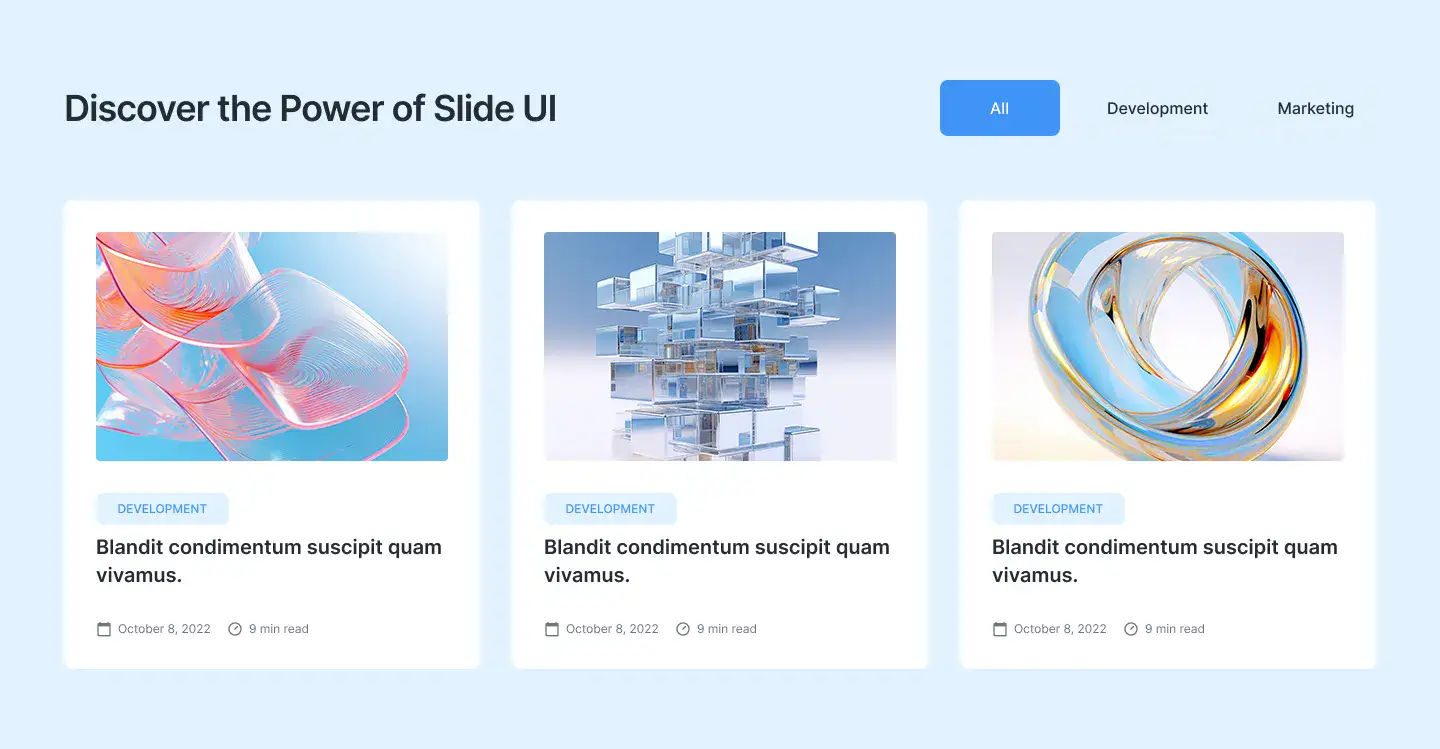 Discover the Power of Slide UI
All
Development
Marketing
DEVELOPMENT
Blandit condimentum suscipit quam
vivamus.
October 8, 2022
9 min read
DEVELOPMENT
Blandit condimentum suscipit quam
vivamus.
October 8, 2022
9 min read
DEVELOPMENT
Blandit condimentum suscipit quam
vivamus.
October 8, 2022
9 min read